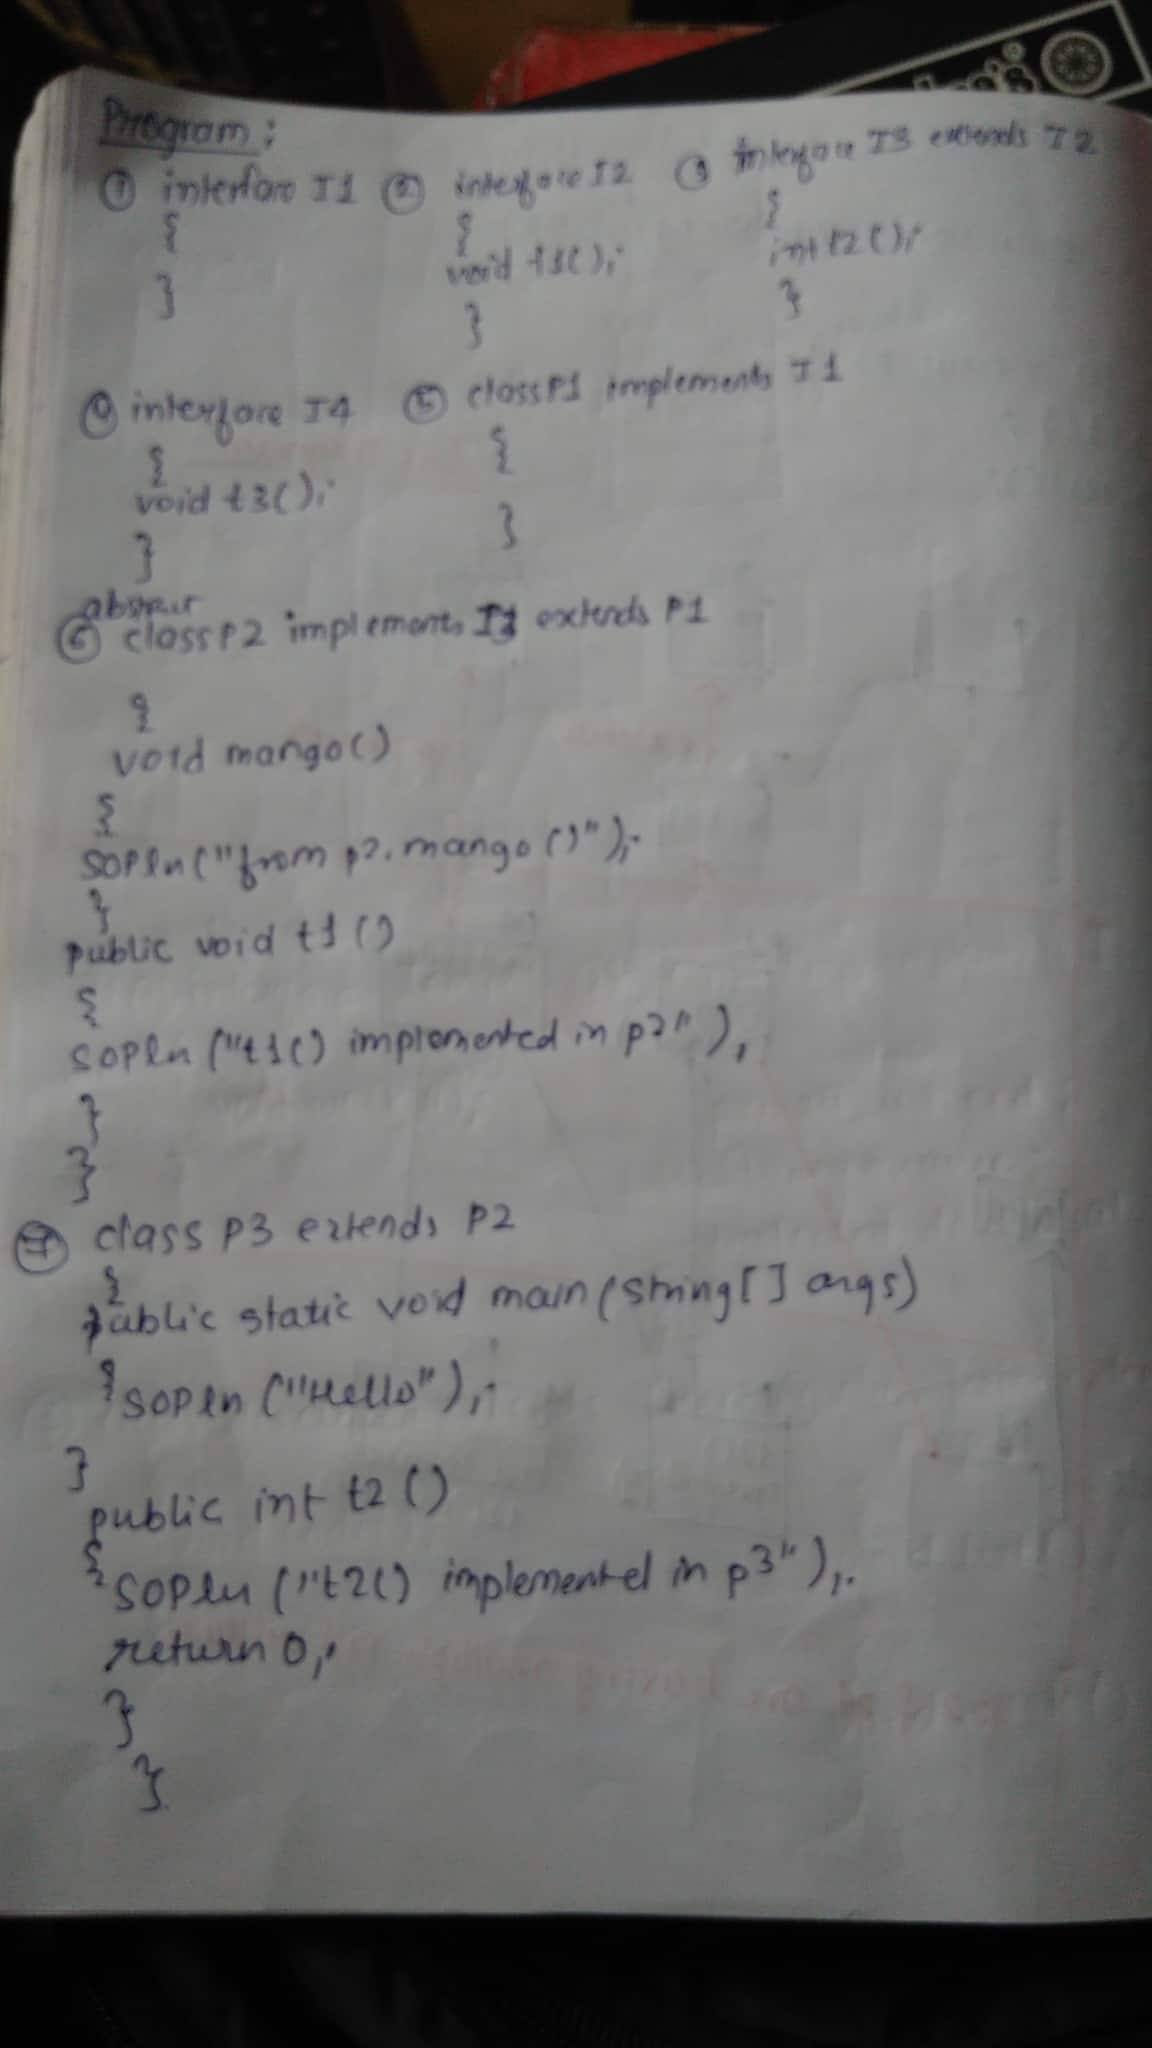 Program:
① interface I1 ② interface I2 ③ Interface I3 extends I2
{ { {
void t1(); int t2();
} } }
④ interface I4 ⑤ class P1 implements I1
{ {
void t3();
} }
⑥ class P2 implements extends P1
{
void mango()
{
SOPln("from p2.mango()");
}
public void t1()
{
SOPln("t1() implemented in p2");
}
}
⑦ class P3 extends P2
{
public static void main(String[] args)
{ SOPln("Hello");
}
public int t2()
{ SOPln("t2() implemented in p3");
return 0;
}
}